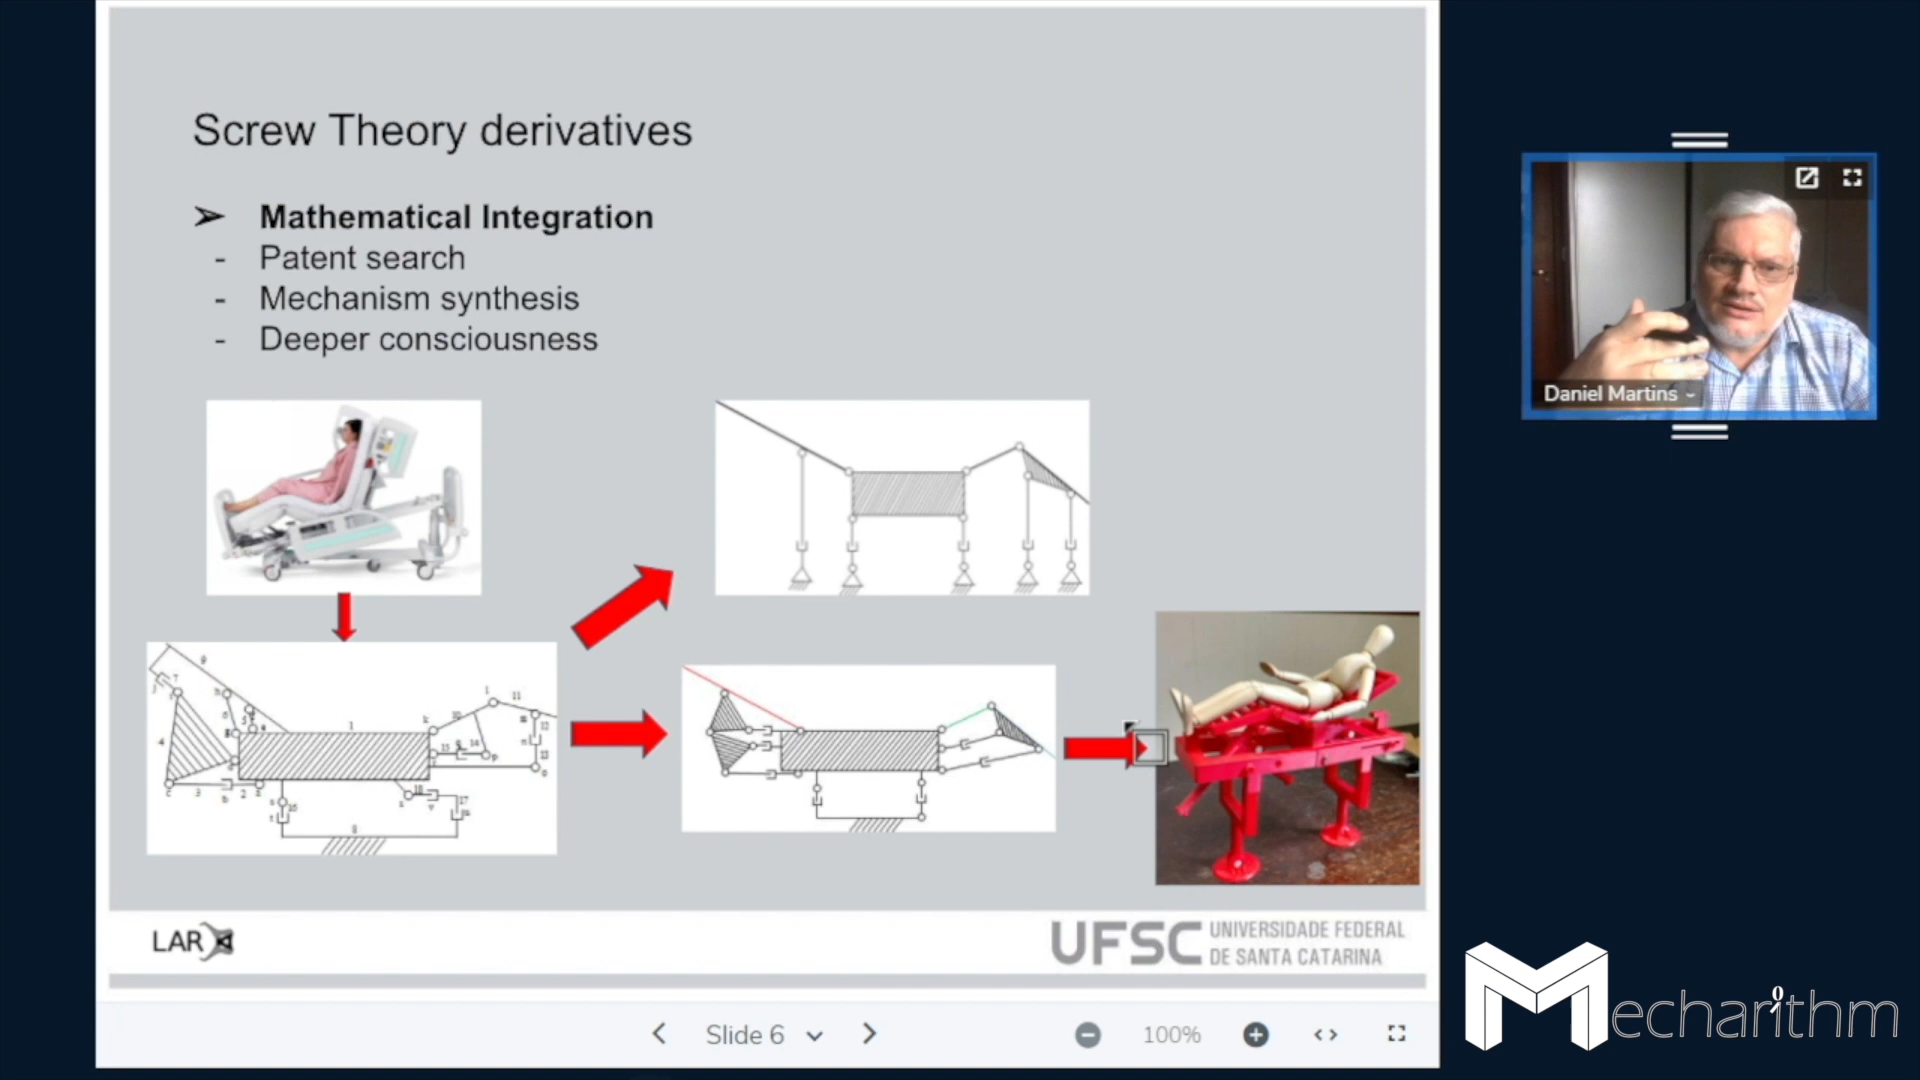 Screw Theory derivatives
➢ Mathematical Integration
- Patent search
- Mechanism synthesis
- Deeper consciousness
LAR
UFSC UNIVERSIDADE FEDERAL
DE SANTA CATARINA
Slide 6
100%
Daniel Martins
Mecharithm